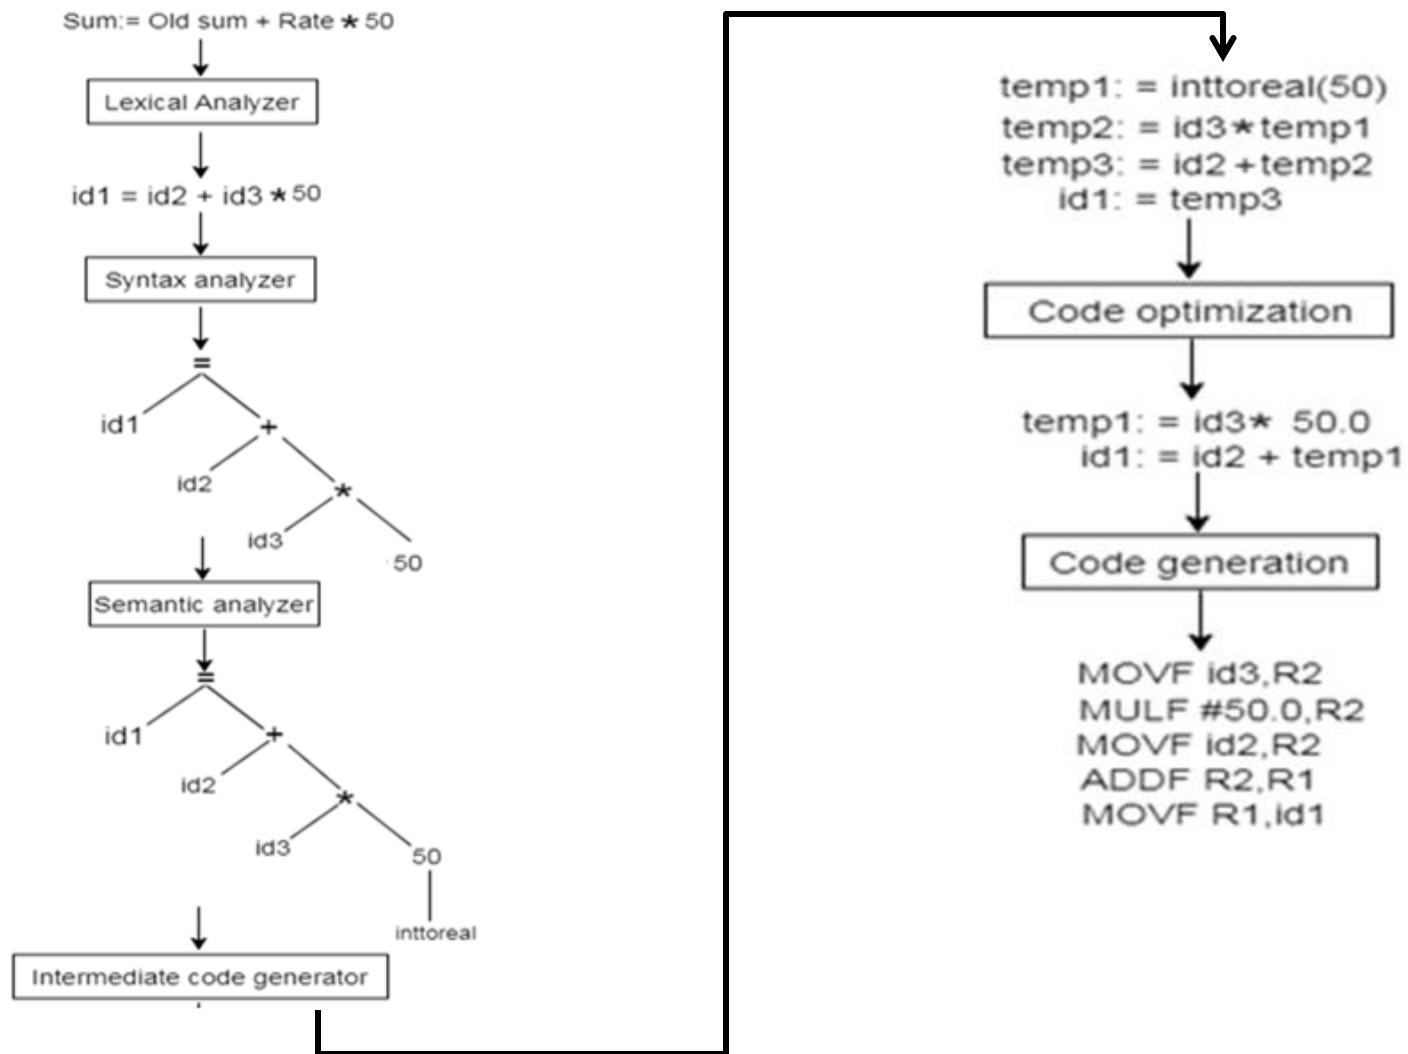 Sum:= Old sum + Rate * 50
Lexical Analyzer
id1 = id2 + id3 * 50
Syntax analyzer
=
id1
+
id2
*
id3
50
Semantic analyzer
=
id1
+
id2
*
id3
50
inttoreal
Intermediate code generator
temp1: = inttoreal(50)
temp2: = id3*temp1
temp3: = id2 +temp2
id1: = temp3
Code optimization
temp1: = id3* 50.0
id1: = id2 + temp1
Code generation
MOVF id3,R2
MULF #50.0,R2
MOVF id2,R2
ADDF R2,R1
MOVF R1,id1